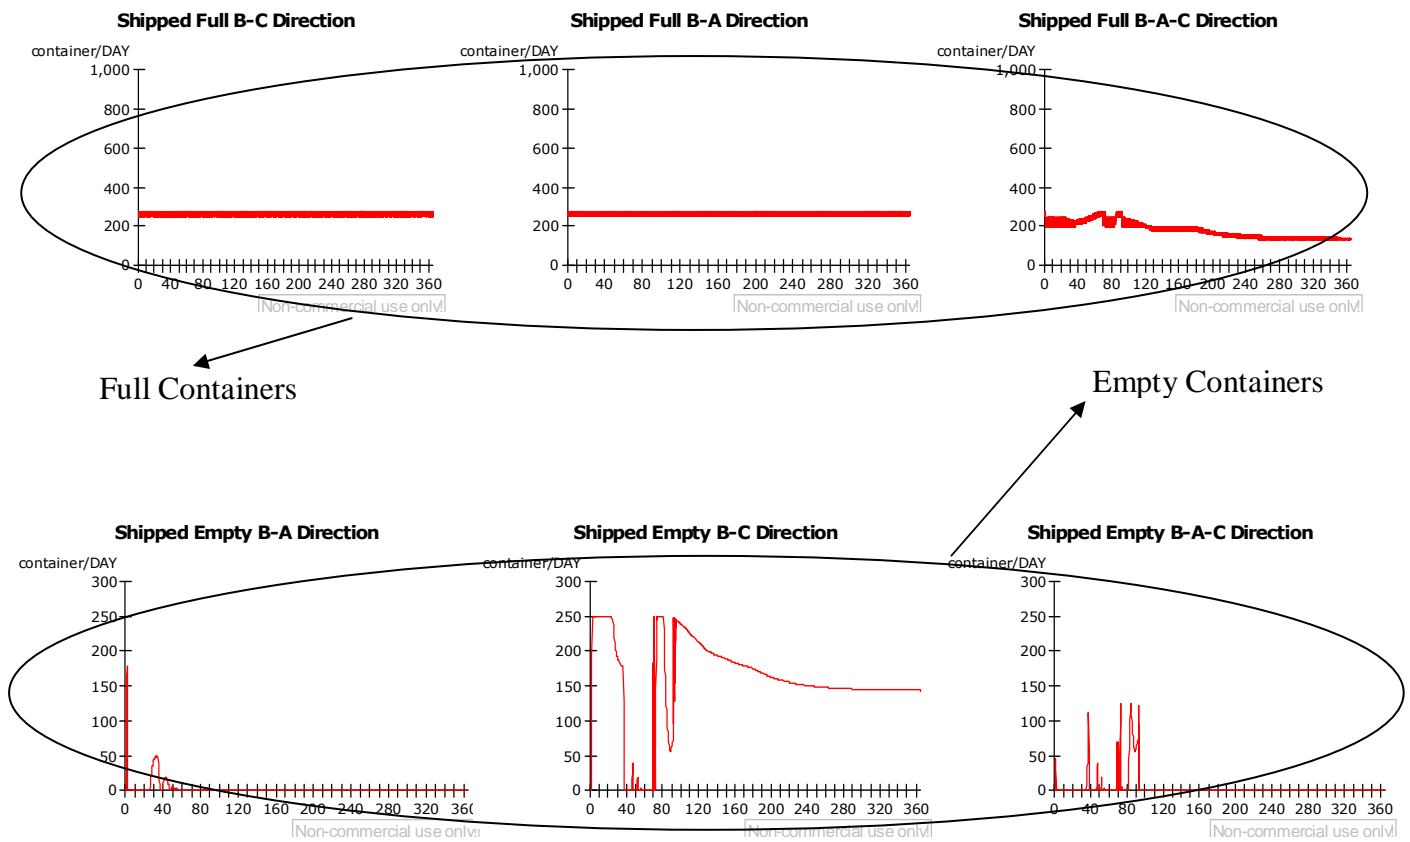 Shipped Full B-C Direction
container/DAY
1,000
800
600
400
200
0
0 40 80 120 160 200 240 280 320 360
Non-commercial use only!
Shipped Full B-A Direction
container/DAY
1,000
800
600
400
200
0
0 40 80 120 160 200 240 280 320 360
Non-commercial use only!
Shipped Full B-A-C Direction
container/DAY
1,000
800
600
400
200
0
0 40 80 120 160 200 240 280 320 360
Non-commercial use only!
Full Containers
Empty Containers
Shipped Empty B-A Direction
container/DAY
300
250
200
150
100
50
0
0 40 80 120 160 200 240 280 320 360
Non-commercial use only!
Shipped Empty B-C Direction
container/DAY
300
250
200
150
100
50
0
0 40 80 120 160 200 240 280 320 360
Non-commercial use only!
Shipped Empty B-A-C Direction
container/DAY
300
250
200
150
100
50
0
0 40 80 120 160 200 240 280 320 360
Non-commercial use only!